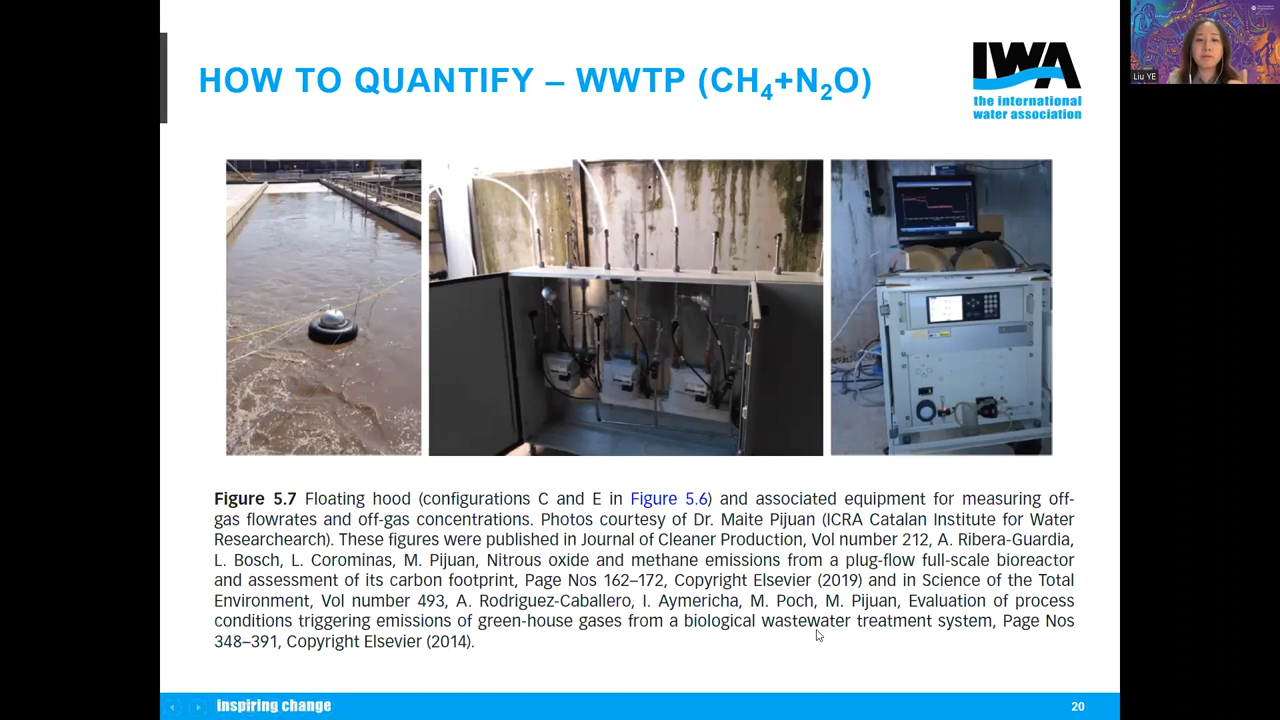 HOW TO QUANTIFY – WWTP (CH4+N2O)
IWA
the international
water association
Liu YE
Figure 5.7 Floating hood (configurations C and E in Figure 5.6) and associated equipment for measuring off-
gas flowrates and off-gas concentrations. Photos courtesy of Dr. Maite Pijuan (ICRA Catalan Institute for Water
Researchearch). These figures were published in Journal of Cleaner Production, Vol number 212, A. Ribera-Guardia,
L. Bosch, L. Corominas, M. Pijuan, Nitrous oxide and methane emissions from a plug-flow full-scale bioreactor
and assessment of its carbon footprint, Page Nos 162–172, Copyright Elsevier (2019) and in Science of the Total
Environment, Vol number 493, A. Rodriguez-Caballero, I. Aymericha, M. Poch, M. Pijuan, Evaluation of process
conditions triggering emissions of green-house gases from a biological wastewater treatment system, Page Nos
348–391, Copyright Elsevier (2014).
inspiring change
20